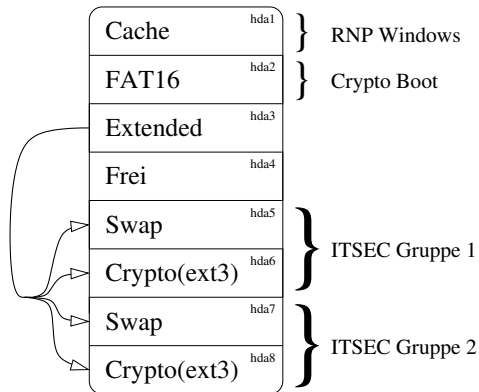 Cache hda1 RNP Windows
FAT16 hda2 Crypto Boot
Extended hda3
Frei hda4
Swap hda5
ITSEC Gruppe 1
Crypto(ext3) hda6
Swap hda7
ITSEC Gruppe 2
Crypto(ext3) hda8